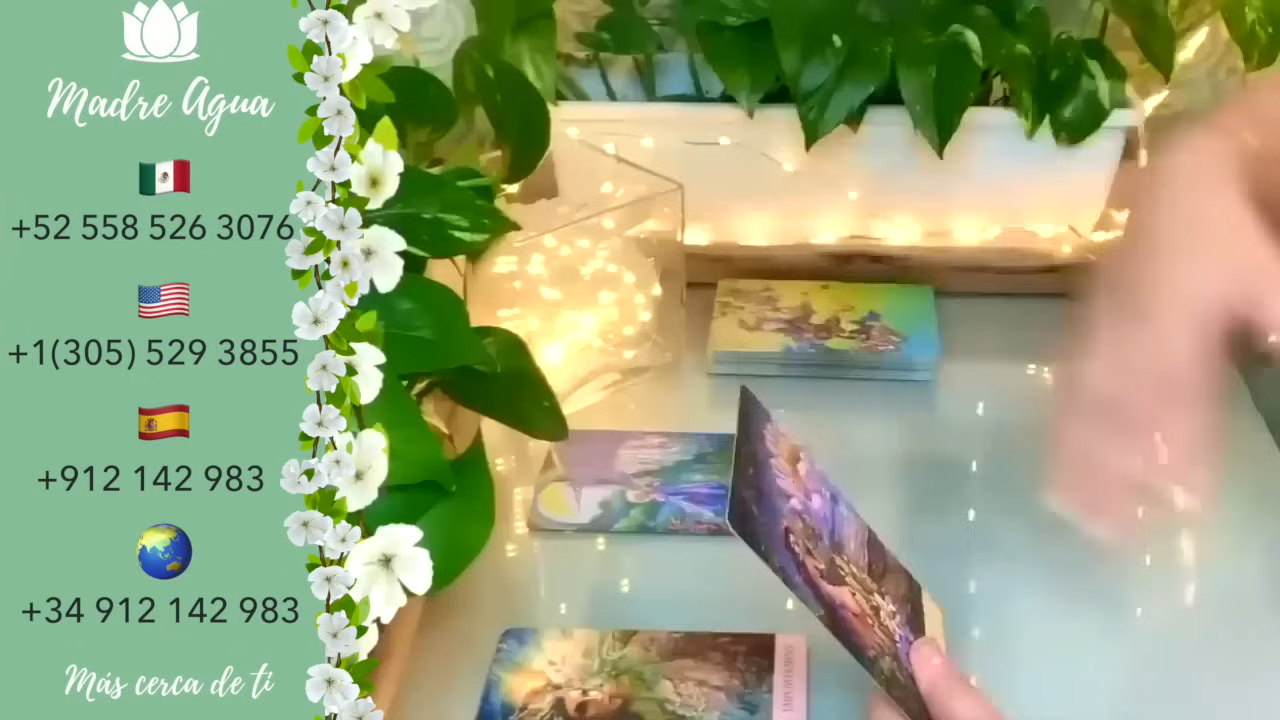 Madre Agua
+52 558 526 3076
+1(305) 529 3855
+912 142 983
+34 912 142 983
Más cerca de ti